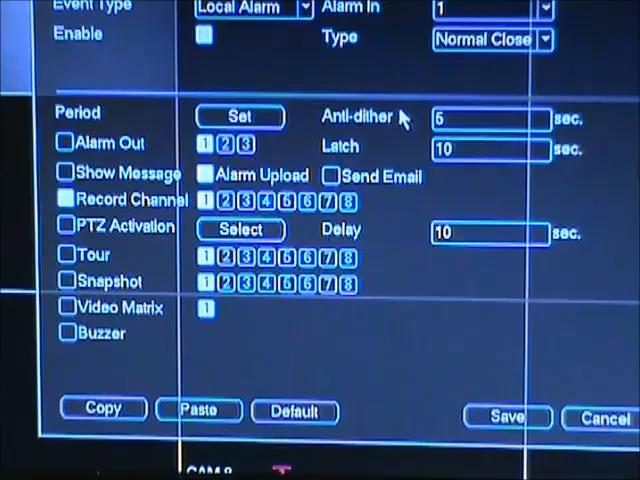 Event Type Local Alarm Alarm In 1
Enable Type Normal Close
Period Set Anti-dither 5 sec.
Alarm Out 1 2 3 Latch 10 sec.
Show Message Alarm Upload Send Email
Record Channel 1 2 3 4 5 6 7 8
PTZ Activation Select Delay 10 sec.
Tour 1 2 3 4 5 6 7 8
Snapshot 1 2 3 4 5 6 7 8
Video Matrix 1
Buzzer
Copy Paste Default Save Cancel
CAM 8